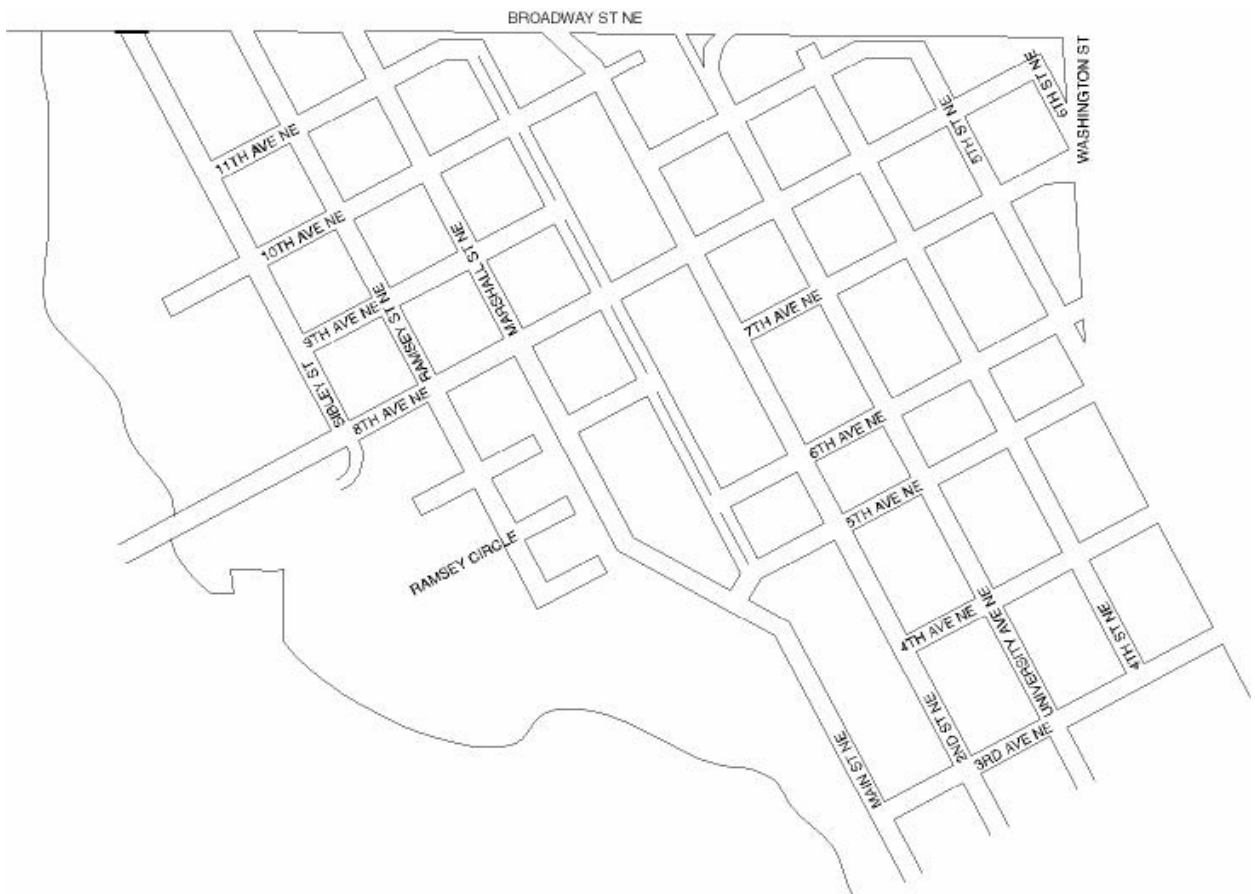 BROADWAY ST NE
WASHINGTON ST
6TH ST NE
5TH ST NE
11TH AVE NE
10TH AVE NE
MARSHALL ST NE
9TH AVE NE
RAMSEY ST NE
7TH AVE NE
SIBLEY ST
8TH AVE NE
6TH AVE NE
5TH AVE NE
RAMSEY CIRCLE
4TH AVE NE
UNIVERSITY AVE NE
4TH ST NE
2ND ST NE
3RD AVE NE
MAIN ST NE